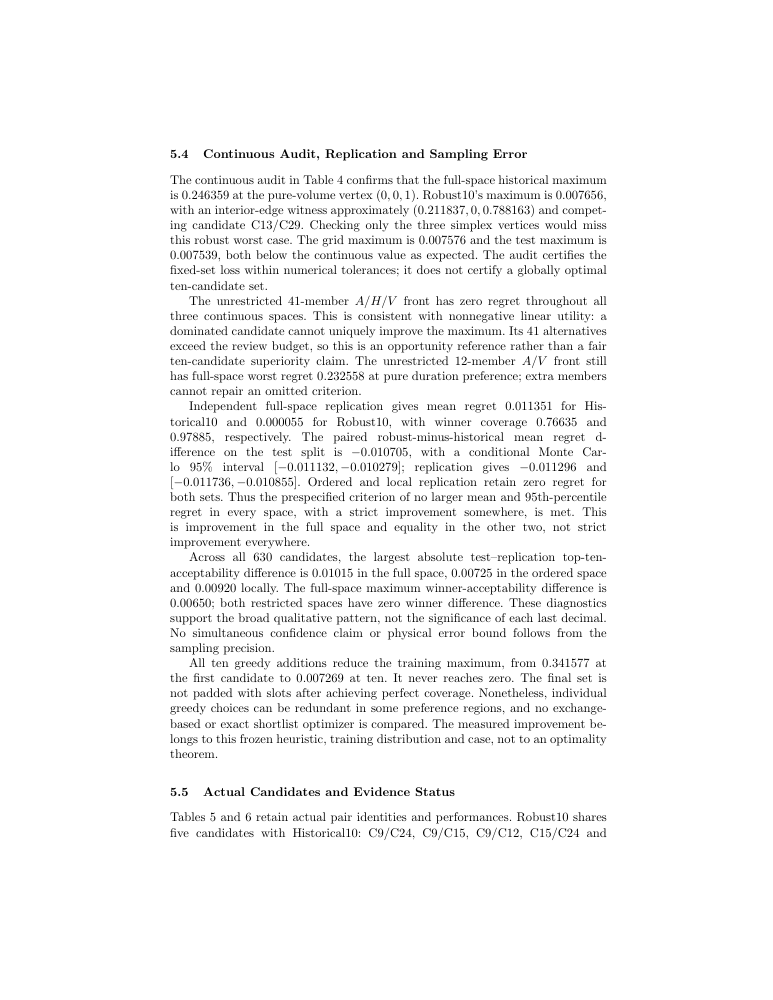 5.4 Continuous Audit, Replication and Sampling Error
The continuous audit in Table 4 confirms that the full-space historical maximum
is 0.246359 at the pure-volume vertex (0, 0, 1). Robust10's maximum is 0.007656,
with an interior-edge witness approximately (0.211837, 0, 0.788163) and compet-
ing candidate C13/C29. Checking only the three simplex vertices would miss
this robust worst case. The grid maximum is 0.007576 and the test maximum is
0.007539, both below the continuous value as expected. The audit certifies the
fixed-set loss within numerical tolerances; it does not certify a globally optimal
ten-candidate set.
The unrestricted 41-member A/H/V front has zero regret throughout all
three continuous spaces. This is consistent with nonnegative linear utility: a
dominated candidate cannot uniquely improve the maximum. Its 41 alternatives
exceed the review budget, so this is an opportunity reference rather than a fair
ten-candidate superiority claim. The unrestricted 12-member A/V front still
has full-space worst regret 0.232558 at pure duration preference; extra members
cannot repair an omitted criterion.
Independent full-space replication gives mean regret 0.011351 for His-
torical10 and 0.000055 for Robust10, with winner coverage 0.76635 and
0.97885, respectively. The paired robust-minus-historical mean regret d-
ifference on the test split is −0.010705, with a conditional Monte Car-
lo 95% interval [−0.011132, −0.010279]; replication gives −0.011296 and
[−0.011736, −0.010855]. Ordered and local replication retain zero regret for
both sets. Thus the prespecified criterion of no larger mean and 95th-percentile
regret in every space, with a strict improvement somewhere, is met. This
is improvement in the full space and equality in the other two, not strict
improvement everywhere.
Across all 630 candidates, the largest absolute test–replication top-ten-
acceptability difference is 0.01015 in the full space, 0.00725 in the ordered space
and 0.00920 locally. The full-space maximum winner-acceptability difference is
0.00650; both restricted spaces have zero winner difference. These diagnostics
support the broad qualitative pattern, not the significance of each last decimal.
No simultaneous confidence claim or physical error bound follows from the
sampling precision.
All ten greedy additions reduce the training maximum, from 0.341577 at
the first candidate to 0.007269 at ten. It never reaches zero. The final set is
not padded with slots after achieving perfect coverage. Nonetheless, individual
greedy choices can be redundant in some preference regions, and no exchange-
based or exact shortlist optimizer is compared. The measured improvement be-
longs to this frozen heuristic, training distribution and case, not to an optimality
theorem.
5.5 Actual Candidates and Evidence Status
Tables 5 and 6 retain actual pair identities and performances. Robust10 shares
five candidates with Historical10: C9/C24, C9/C15, C9/C12, C15/C24 and